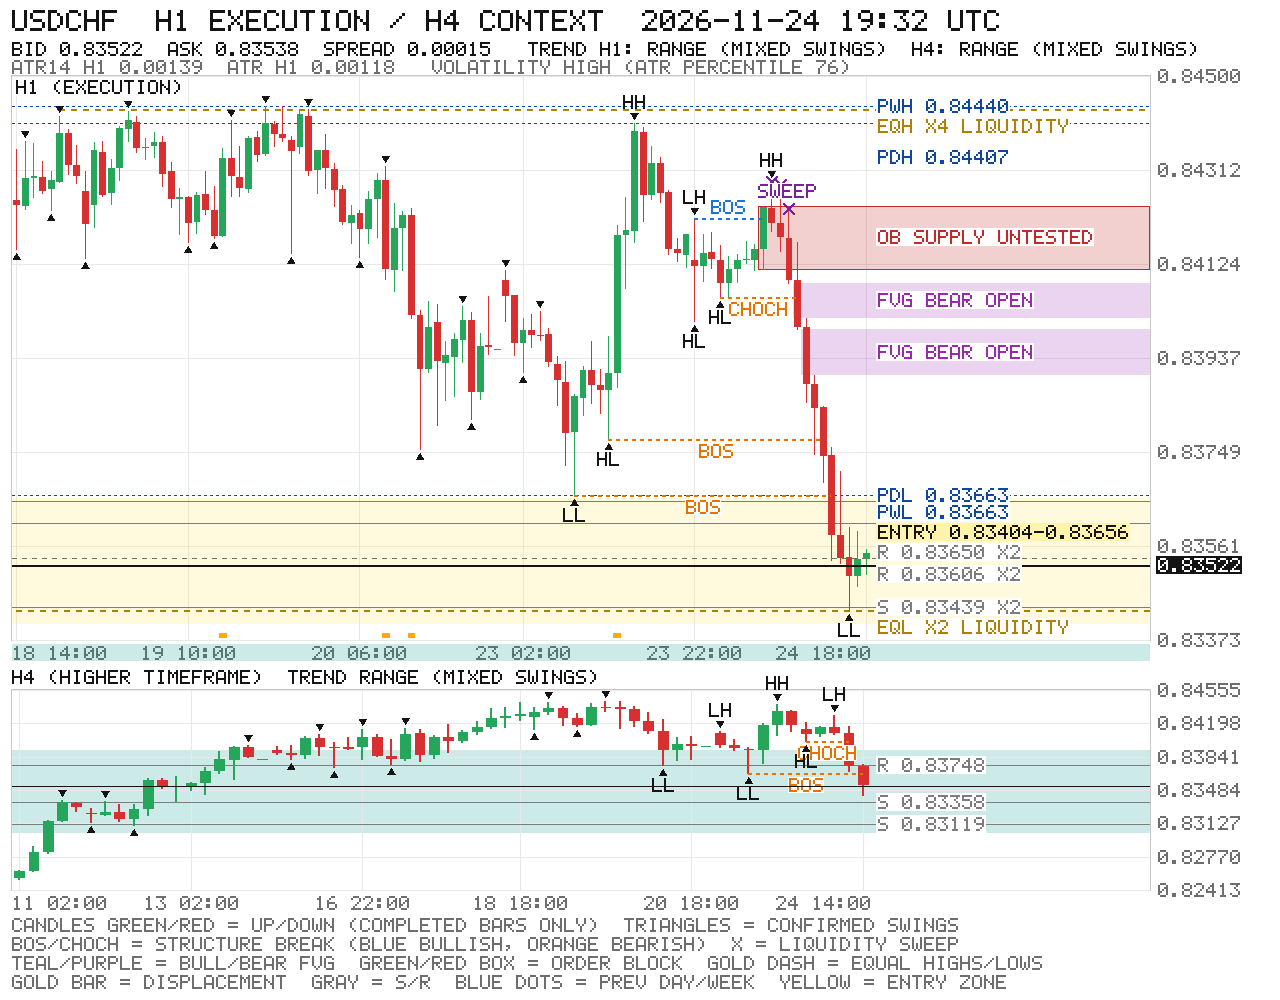 USDCHF  H1 EXECUTION / H4 CONTEXT  2026-11-24 19:32 UTC
BID 0.83522  ASK 0.83538  SPREAD 0.00015  TREND H1: RANGE (MIXED SWINGS)  H4: RANGE (MIXED SWINGS)
ATR14 H1 0.00139  ATR H1 0.00118  VOLATILITY HIGH (ATR PERCENTILE 76)
0.84500
H1 (EXECUTION)
HH
PWH 0.84440
EQH X4 LIQUIDITY
PDH 0.84407
HH
0.84312
SWEEP
LH
BOS
OB SUPPLY UNTESTED
0.84124
FVG BEAR OPEN
CHOCH
HL
HL
FVG BEAR OPEN
0.83937
BOS
HL
0.83749
PDL 0.83663
BOS
LL
PWL 0.83663
ENTRY 0.83404-0.83656
R 0.83650 X2
0.83561
0.83522
R 0.83606 X2
S 0.83439 X2
EQL X2 LIQUIDITY
LL
0.83373
18 14:00  19 10:00  20 06:00  23 02:00  23 22:00  24 18:00
H4 (HIGHER TIMEFRAME)  TREND RANGE (MIXED SWINGS)
HH
0.84555
LH
LH
0.84198
CHOCH
HL
0.83841
R 0.83748
LL
BOS
LL
0.83484
S 0.83358
S 0.83119
0.83127
0.82770
0.82413
11 02:00  13 02:00  16 22:00  18 18:00  20 18:00  24 14:00
CANDLES GREEN/RED = UP/DOWN (COMPLETED BARS ONLY)  TRIANGLES = CONFIRMED SWINGS
BOS/CHOCH = STRUCTURE BREAK (BLUE BULLISH, ORANGE BEARISH)  X = LIQUIDITY SWEEP
TEAL/PURPLE = BULL/BEAR FVG  GREEN/RED BOX = ORDER BLOCK  GOLD DASH = EQUAL HIGHS/LOWS
GOLD BAR = DISPLACEMENT  GRAY = S/R  BLUE DOTS = PREV DAY/WEEK  YELLOW = ENTRY ZONE